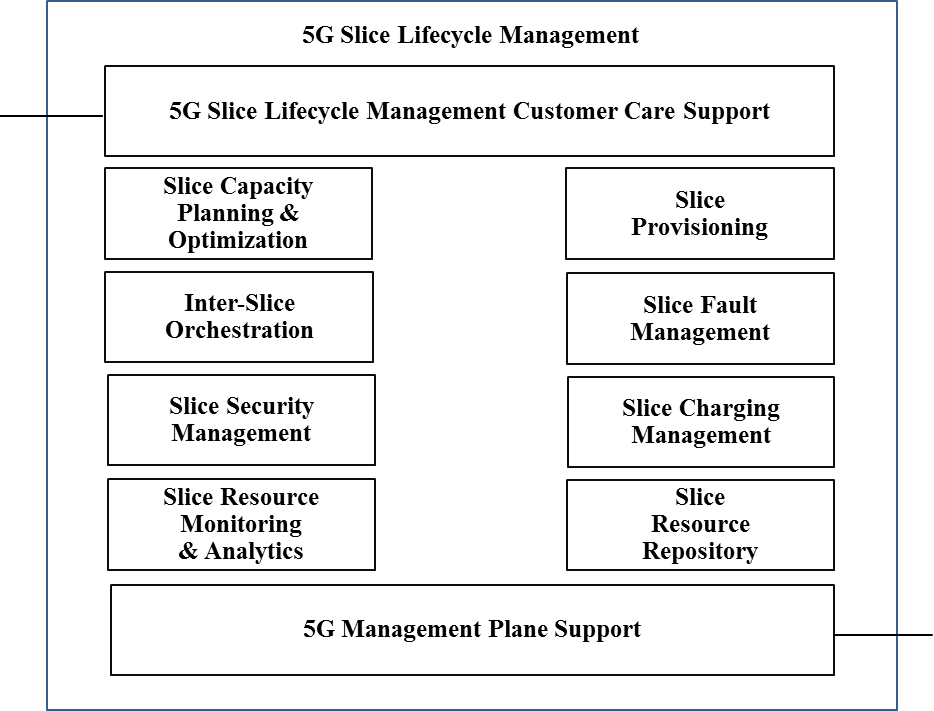 5G Slice Lifecycle Management
5G Slice Lifecycle Management Customer Care Support
Slice Capacity
Planning &
Optimization
Slice
Provisioning
Inter-Slice
Orchestration
Slice Fault
Management
Slice Security
Management
Slice Charging
Management
Slice Resource
Monitoring
& Analytics
Slice
Resource
Repository
5G Management Plane Support